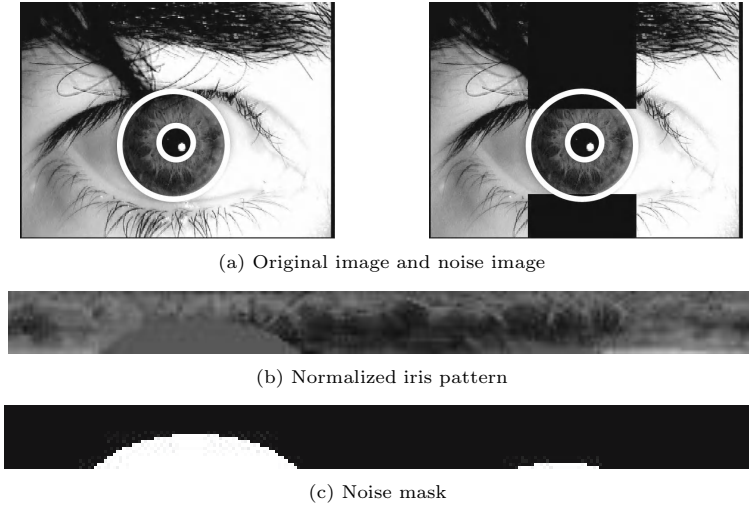 (a) Original image and noise image
(b) Normalized iris pattern
(c) Noise mask